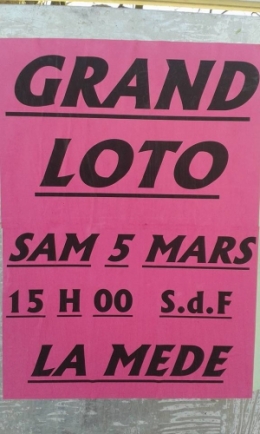 GRAND
LOTO
SAM 5 MARS
15 H 00 S.d.F
LA MEDE